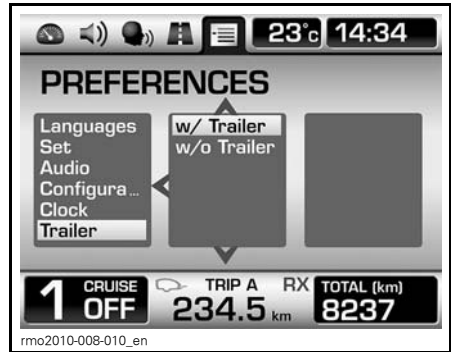 23°c 14:34
PREFERENCES
Languages
Set
Audio
Configura...
Clock
Trailer
w/ Trailer
w/o Trailer
1 CRUISE OFF
TRIP A RX
234.5 km
TOTAL (km)
8237
rmo2010-008-010_en